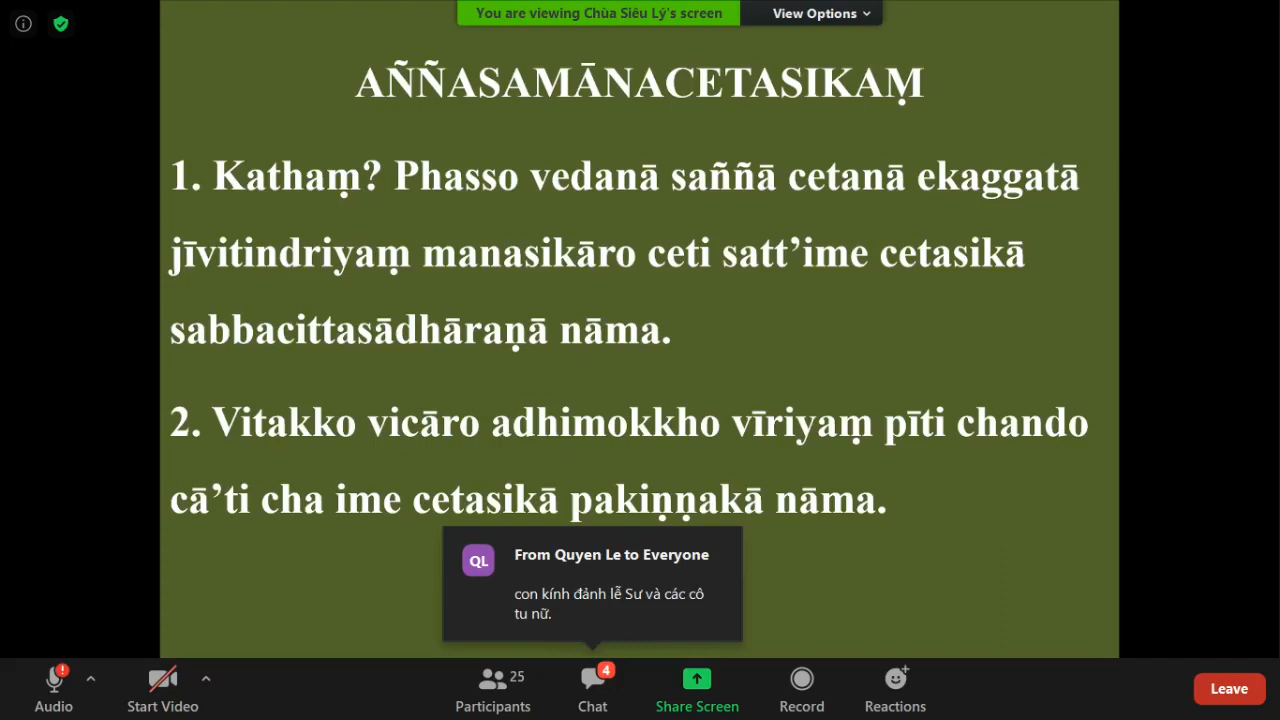 You are viewing Chùa Siêu Lý's screen
View Options
AÑÑASAMĀNACETASIKAṂ
1. Kathaṃ? Phasso vedanā saññā cetanā ekaggatā
jīvitindriyaṃ manasikāro ceti satt’ime cetasikā
sabbacittasādhāraṇā nāma.
2. Vitakko vicāro adhimokkho vīriyaṃ pīti chando
cā’ti cha ime cetasikā pakiṇṇakā nāma.
QL
From Quyen Le to Everyone
con kính đảnh lễ Sư và các cô
tu nữ.
25
4
Audio
Start Video
Participants
Chat
Share Screen
Record
Reactions
Leave